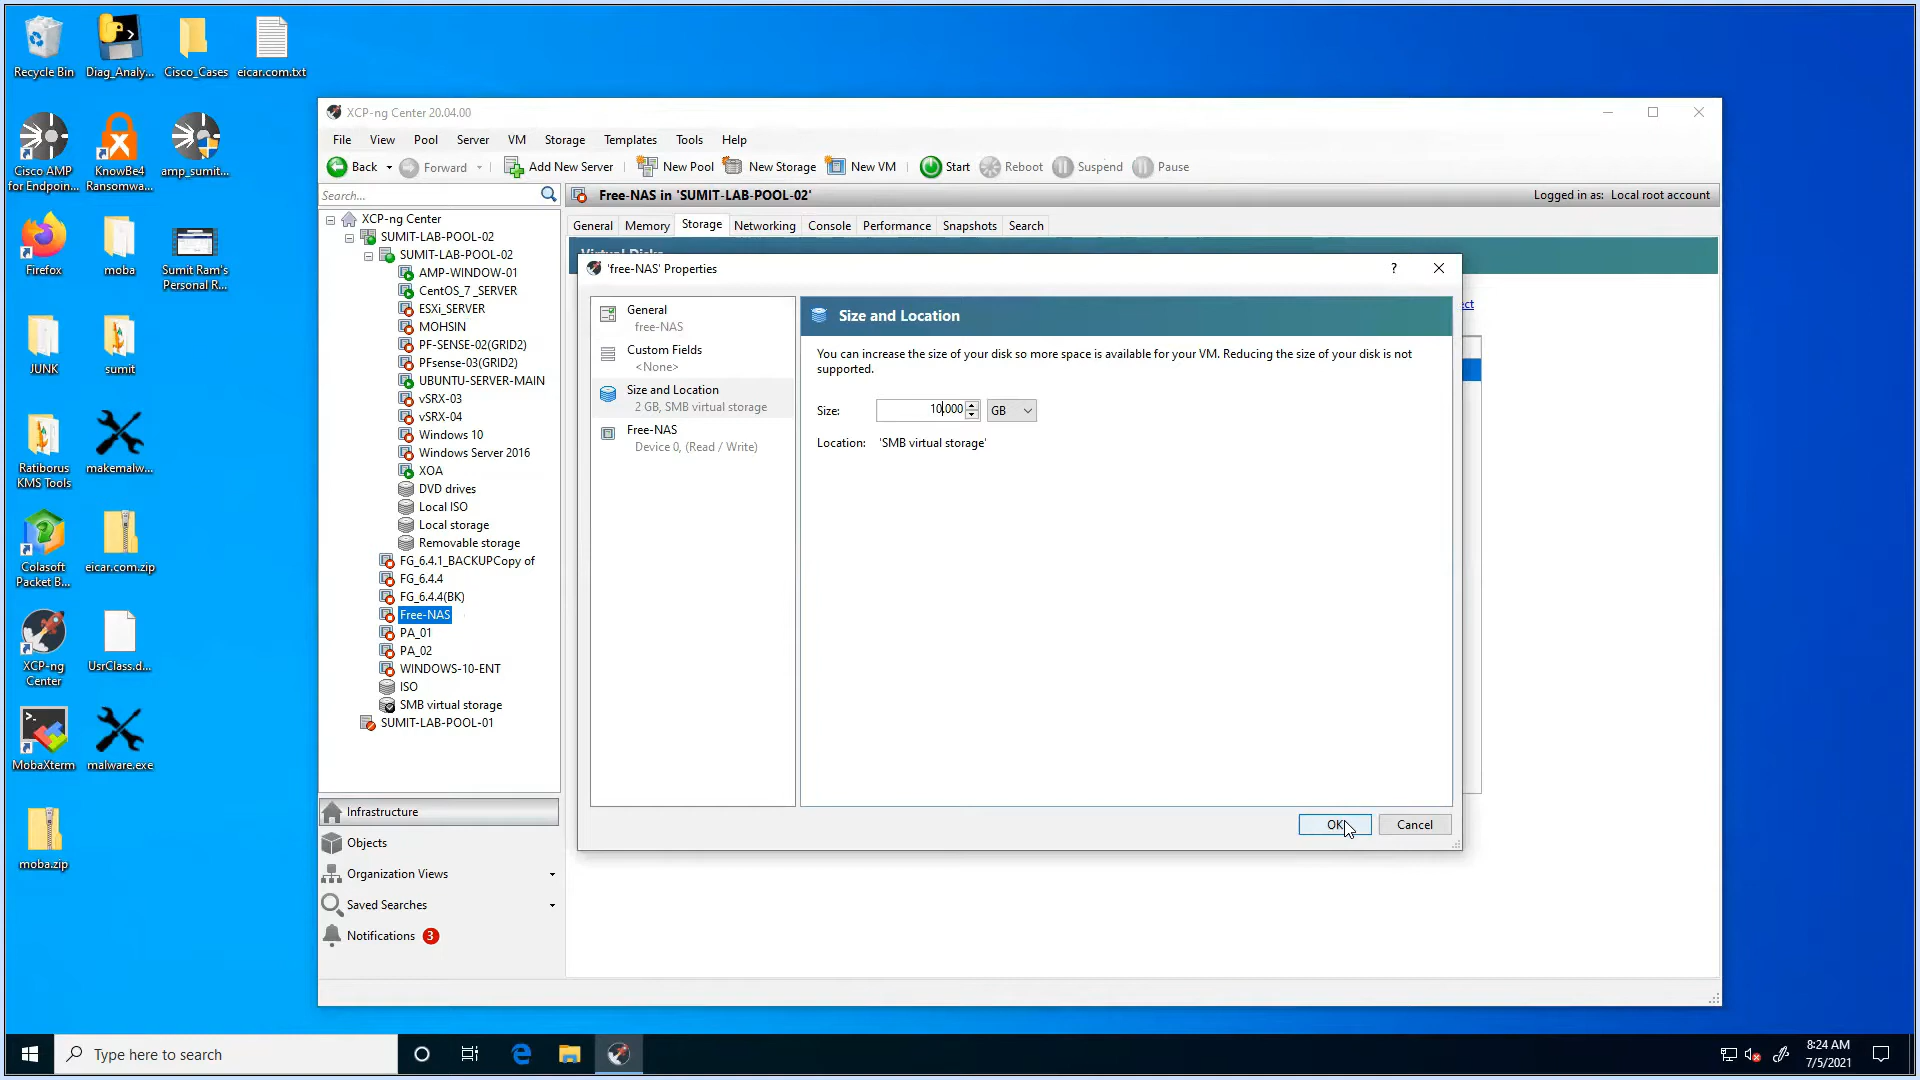 Recycle Bin
Diag_Analy...
Cisco_Cases
eicar.com.txt
Cisco AMP
for Endpoin...
KnowBe4
Ransomwa...
amp_sumit...
Firefox
moba
Sumit Ram's
Personal R...
JUNK
sumit
Ratiborus
KMS Tools
makemalw...
Colasoft
Packet B...
eicar.com.zip
XCP-ng
Center
UsrClass.d...
MobaXterm
malware.exe
moba.zip
XCP-ng Center 20.04.00
File View Pool Server VM Storage Templates Tools Help
Back Forward Add New Server New Pool New Storage New VM Start Reboot Suspend Pause
Search...
Free-NAS in 'SUMIT-LAB-POOL-02'
Logged in as: Local root account
General Memory Storage Networking Console Performance Snapshots Search
XCP-ng Center
SUMIT-LAB-POOL-02
SUMIT-LAB-POOL-02
AMP-WINDOW-01
CentOS_7 _SERVER
ESXi_SERVER
MOHSIN
PF-SENSE-02(GRID2)
PFsense-03(GRID2)
UBUNTU-SERVER-MAIN
vSRX-03
vSRX-04
Windows 10
Windows Server 2016
XOA
DVD drives
Local ISO
Local storage
Removable storage
FG_6.4.1_BACKUPCopy of
FG_6.4.4
FG_6.4.4(BK)
Free-NAS
PA_01
PA_02
WINDOWS-10-ENT
ISO
SMB virtual storage
SUMIT-LAB-POOL-01
Infrastructure
Objects
Organization Views
Saved Searches
Notifications 3
Virtual Disks
'free-NAS' Properties
?
General
free-NAS
Custom Fields
<None>
Size and Location
2 GB, SMB virtual storage
Free-NAS
Device 0, (Read / Write)
Size and Location
You can increase the size of your disk so more space is available for your VM. Reducing the size of your disk is not
supported.
Size: 10.000 GB
Location: 'SMB virtual storage'
OK Cancel
ect
Type here to search
8:24 AM
7/5/2021